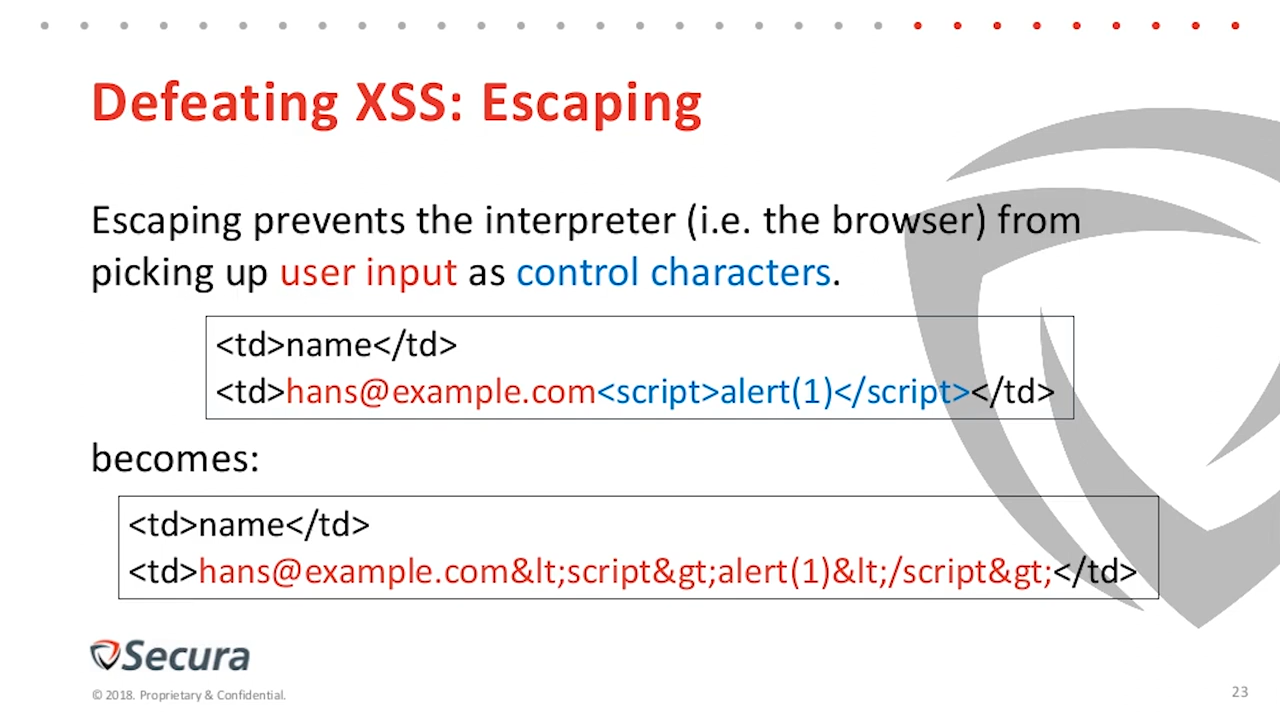 Defeating XSS: Escaping
Escaping prevents the interpreter (i.e. the browser) from
picking up user input as control characters.
<td>name</td>
<td>hans@example.com<script>alert(1)</script></td>
becomes:
<td>name</td>
<td>hans@example.com&lt;script&gt;alert(1)&lt;/script&gt;</td>
Secura
© 2018. Proprietary & Confidential.
23